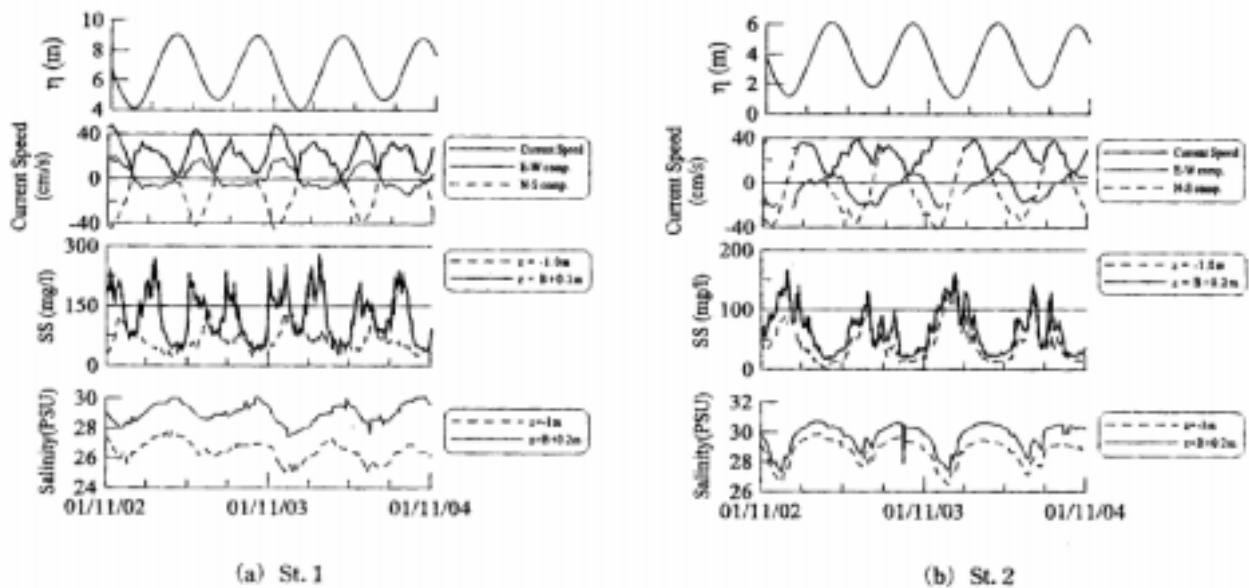 10
8
6
4
η (m)
40
0
-40
Current Speed
(cm/s)
Current Speed
E-W comp.
N-S comp.
300
150
0
SS (mg/l)
z = -1.0m
30
28
26
24
Salinity(PSU)
z=-1m
z=B+0.2m
01/11/02
01/11/03
01/11/04
(a) St. 1
6
4
2
0
η (m)
40
0
-40
Current Speed
(cm/s)
Current Speed
E-W comp.
N-S comp.
200
100
0
SS (mg/l)
z = -1.0m
z = B+0.2m
32
30
28
26
Salinity(PSU)
z=-1m
z=B+0.2m
01/11/02
01/11/03
01/11/04
(b) St. 2